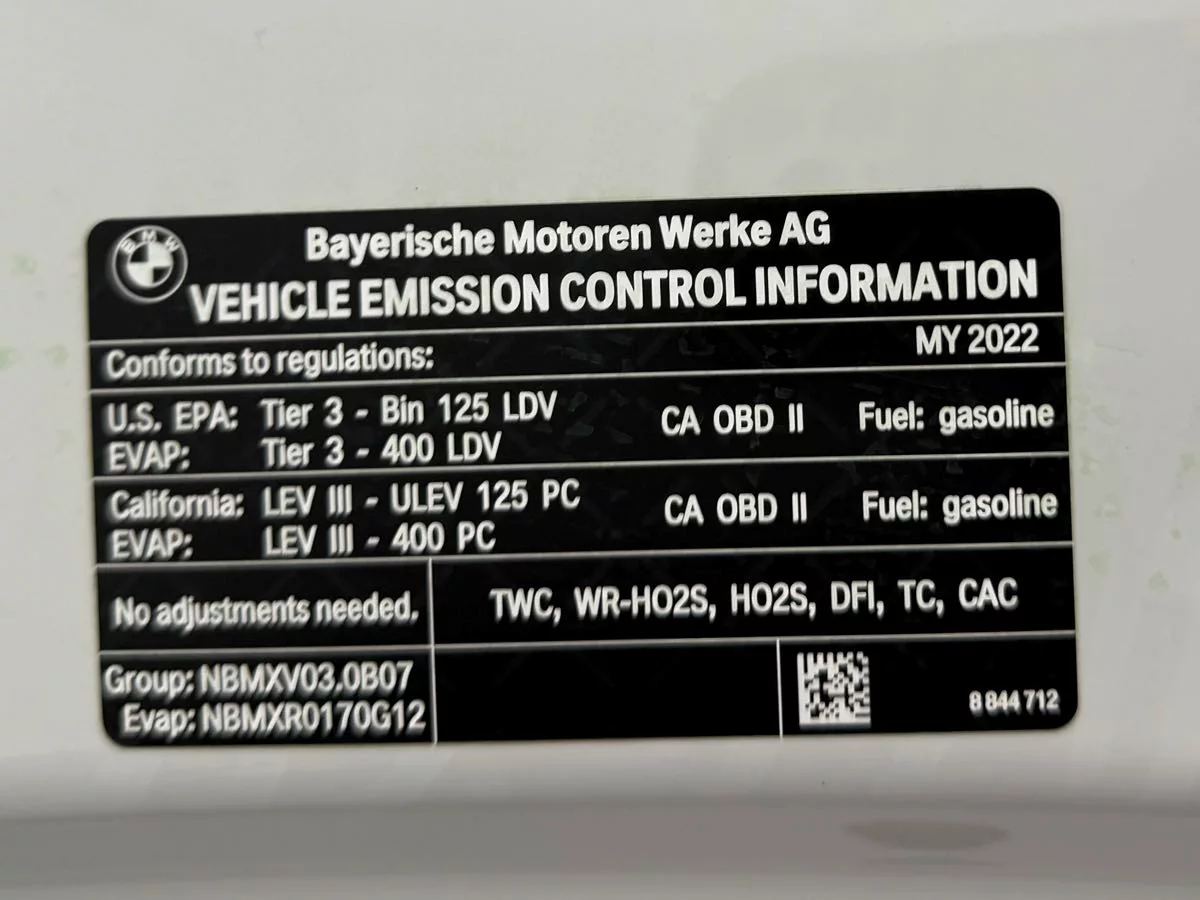 BMW
Bayerische Motoren Werke AG
VEHICLE EMISSION CONTROL INFORMATION
Conforms to regulations: MY 2022
U.S. EPA: Tier 3 - Bin 125 LDV CA OBD II Fuel: gasoline
EVAP: Tier 3 - 400 LDV
California: LEV III - ULEV 125 PC CA OBD II Fuel: gasoline
EVAP: LEV III - 400 PC
No adjustments needed. TWC, WR-HO2S, HO2S, DFI, TC, CAC
Group: NBMXV03.0B07
Evap: NBMXR0170G12
8 844 712